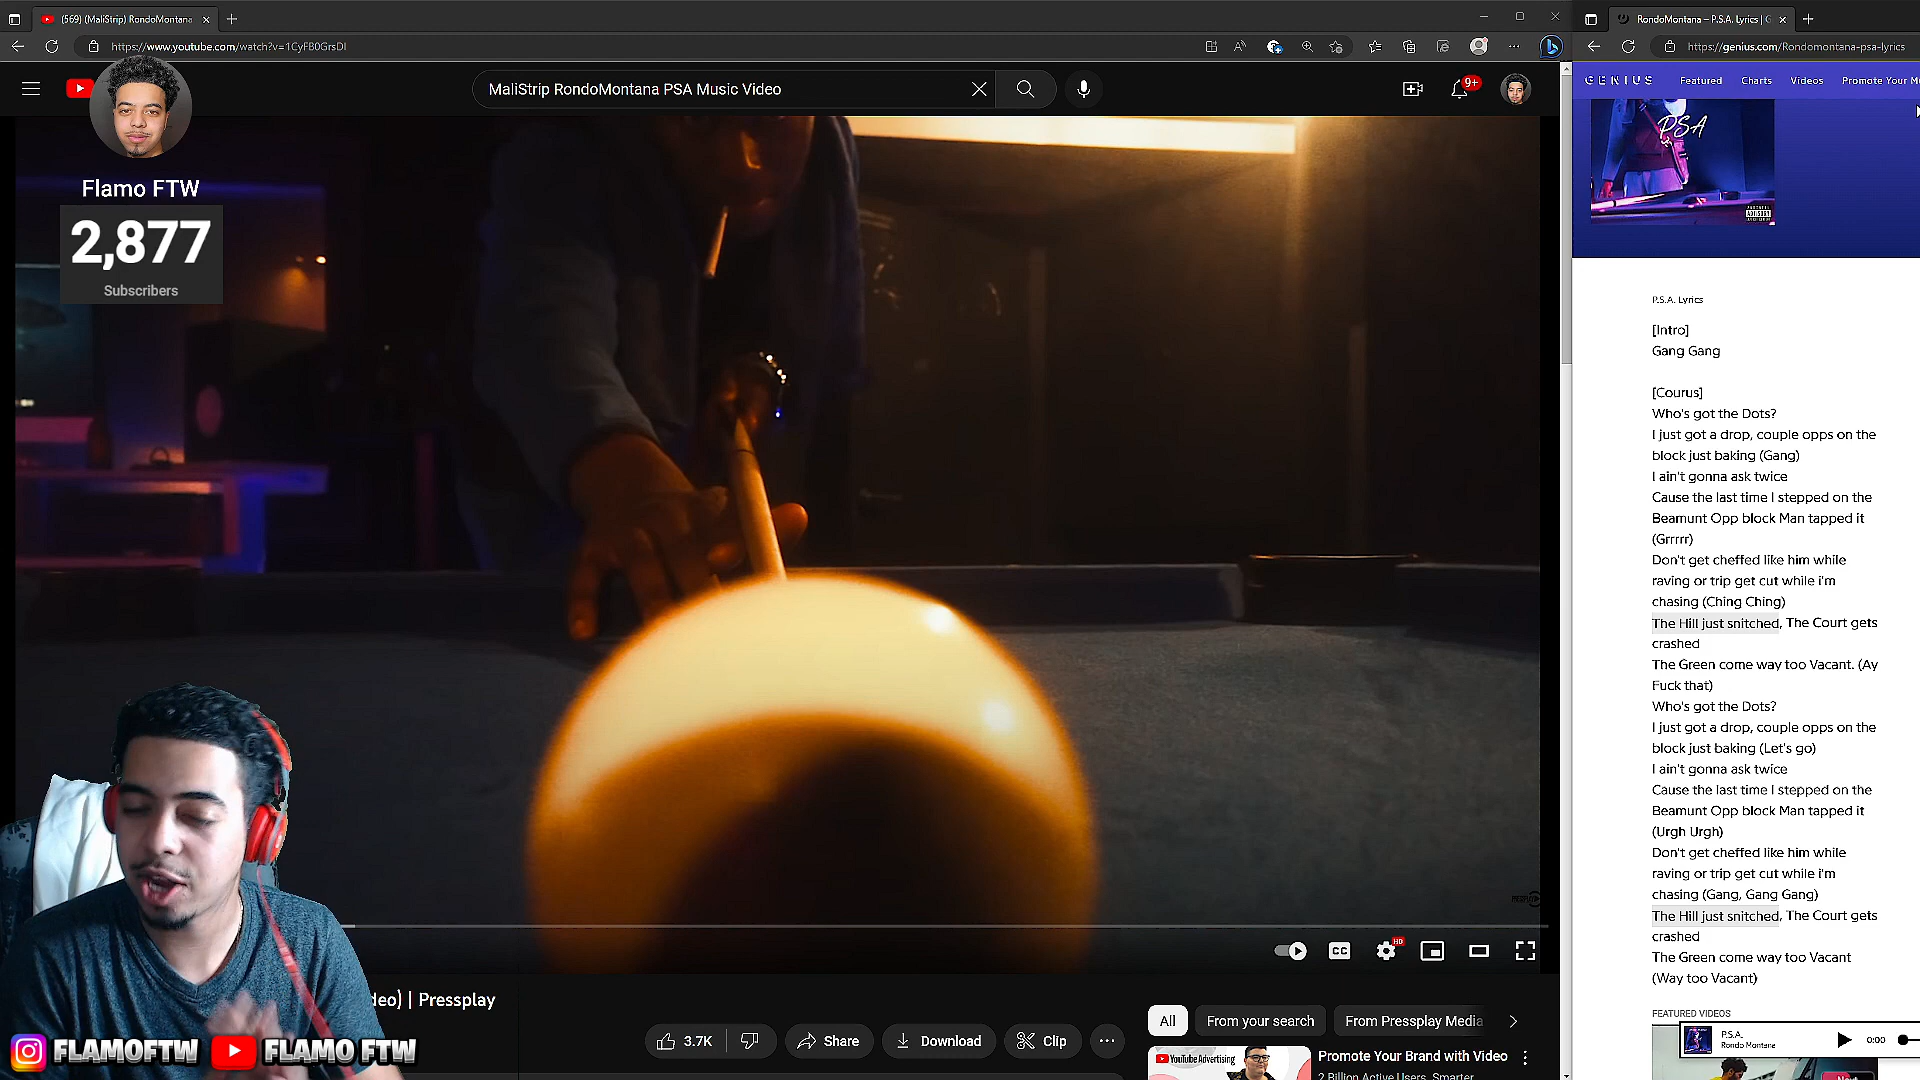 (569) (MaliStrip) RondoMontana
RondoMontana – P.S.A. Lyrics | G
https://www.youtube.com/watch?v=1CyFB0GrsDI
https://genius.com/Rondomontana-psa-lyrics
MaliStrip RondoMontana PSA Music Video
9+
GENIUS
Featured
Charts
Videos
Promote Your M
PSA
Flamo FTW
2,877
Subscribers
P.S.A. Lyrics
[Intro]
Gang Gang
[Courus]
Who's got the Dots?
I just got a drop, couple opps on the
block just baking (Gang)
I ain't gonna ask twice
Cause the last time I stepped on the
Beamunt Opp block Man tapped it
(Grrrrr)
Don't get cheffed like him while
raving or trip get cut while i'm
chasing (Ching Ching)
The Hill just snitched, The Court gets
crashed
The Green come way too Vacant. (Ay
Fuck that)
Who's got the Dots?
I just got a drop, couple opps on the
block just baking (Let's go)
I ain't gonna ask twice
Cause the last time I stepped on the
Beamunt Opp block Man tapped it
(Urgh Urgh)
Don't get cheffed like him while
raving or trip get cut while i'm
chasing (Gang, Gang Gang)
The Hill just snitched, The Court gets
crashed
The Green come way too Vacant
(Way too Vacant)
FEATURED VIDEOS
P.S.A.
Rondo Montana
0:00
CC
HD
deo) | Pressplay
3.7K
Share
Download
Clip
All
From your search
From Pressplay Media
YouTube Advertising
Promote Your Brand with Video
2 Billion Active Users. Smarter
FLAMOFTW
FLAMO FTW